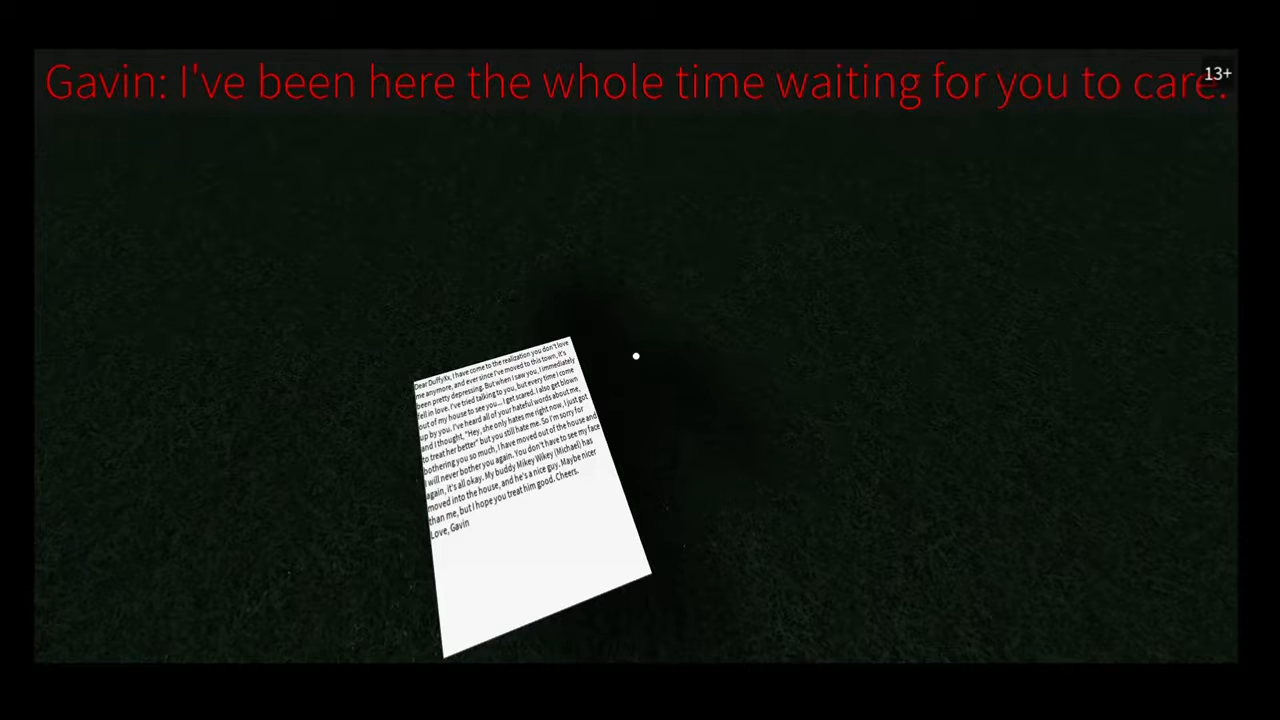 Gavin: I've been here the whole time waiting for you to care.
13+
Dear DuffyXx, I have come to the realization you don't love
me anymore, and ever since I've moved to this town, it's
been pretty depressing. But when I saw you, I immediately
fell in love. I've tried talking to you, but every time I come
out of my house to see you... I get scared. I also get blown
up by you. I've heard all of your hateful words about me,
and I thought, "Hey, she only hates me right now, I just got
to treat her better" but you still hate me. So I'm sorry for
bothering you so much, I have moved out of the house and
I will never bother you again. You don't have to see my face
again, it's all okay. My buddy Mikey Wikey (Michael) has
moved into the house, and he's a nice guy. Maybe nicer
than me, but I hope you treat him good. Cheers.
Love, Gavin